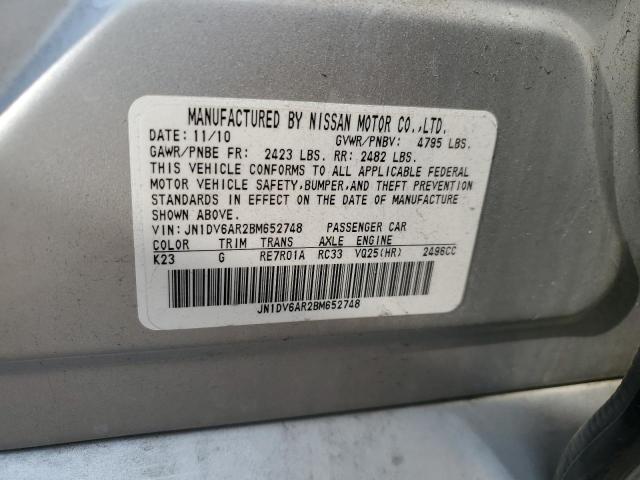 MANUFACTURED BY NISSAN MOTOR CO.,LTD.
DATE: 11/10 GVWR/PNBV: 4795 LBS.
GAWR/PNBE FR: 2423 LBS. RR: 2482 LBS.
THIS VEHICLE CONFORMS TO ALL APPLICABLE FEDERAL
MOTOR VEHICLE SAFETY,BUMPER,AND THEFT PREVENTION
STANDARDS IN EFFECT ON THE DATE OF MANUFACTURE
SHOWN ABOVE.
VIN: JN1DV6AR2BM652748 PASSENGER CAR
COLOR TRIM TRANS AXLE ENGINE
K23 G RE7R01A RC33 VQ25(HR) 2496CC
JN1DV6AR2BM652748